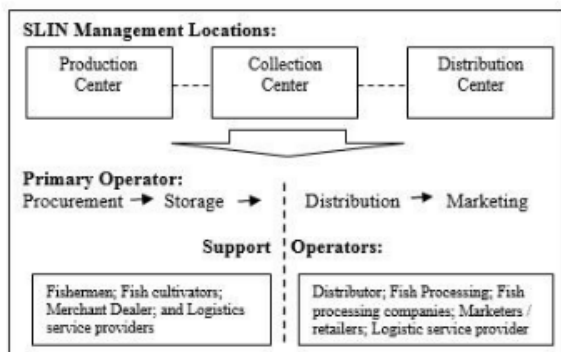 SLIN Management Locations:
Production
Center
Collection
Center
Distribution
Center
Primary Operator:
Procurement Storage Distribution Marketing
Support Operators:
Fishermen; Fish cultivators;
Merchant Dealer; and Logistics
service providers
Distributor; Fish Processing; Fish
processing companies; Marketers /
retailers; Logistic service provider